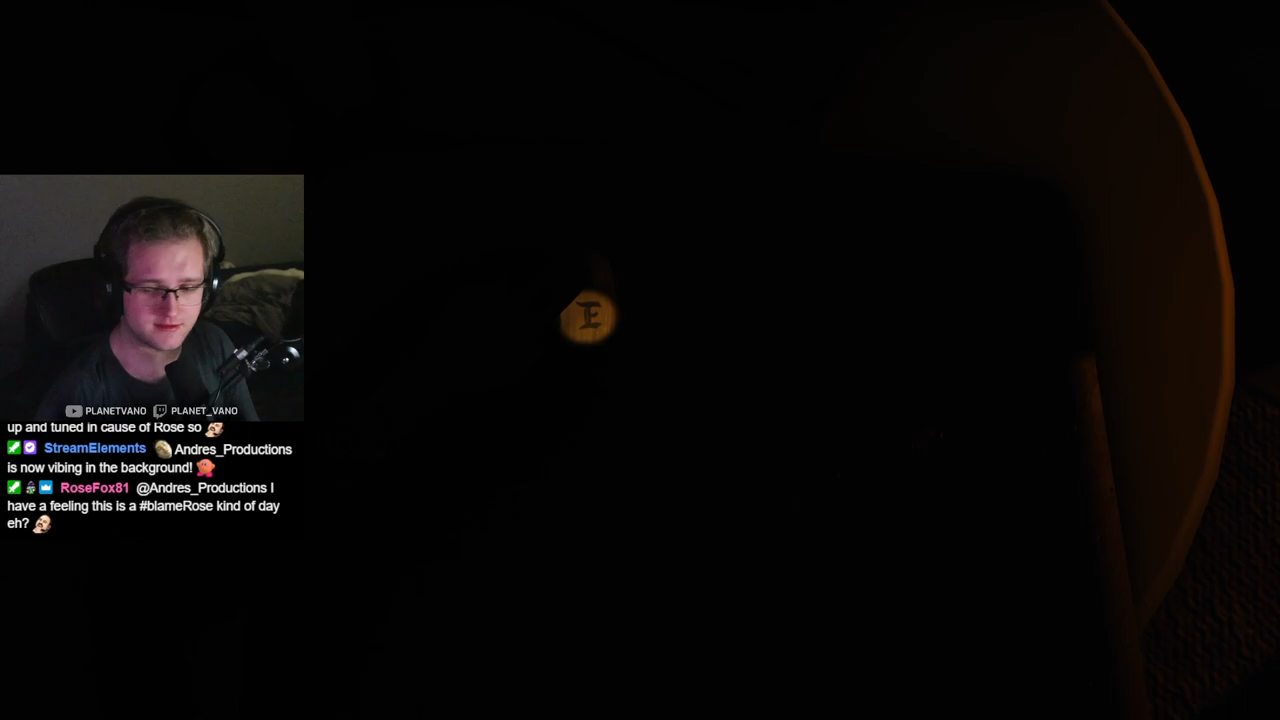 E
PLANETVANO PLANET_VANO
up and tuned in cause of Rose so
StreamElements Andres_Productions
is now vibing in the background!
RoseFox81 @Andres_Productions I
have a feeling this is a #blameRose kind of day
eh?